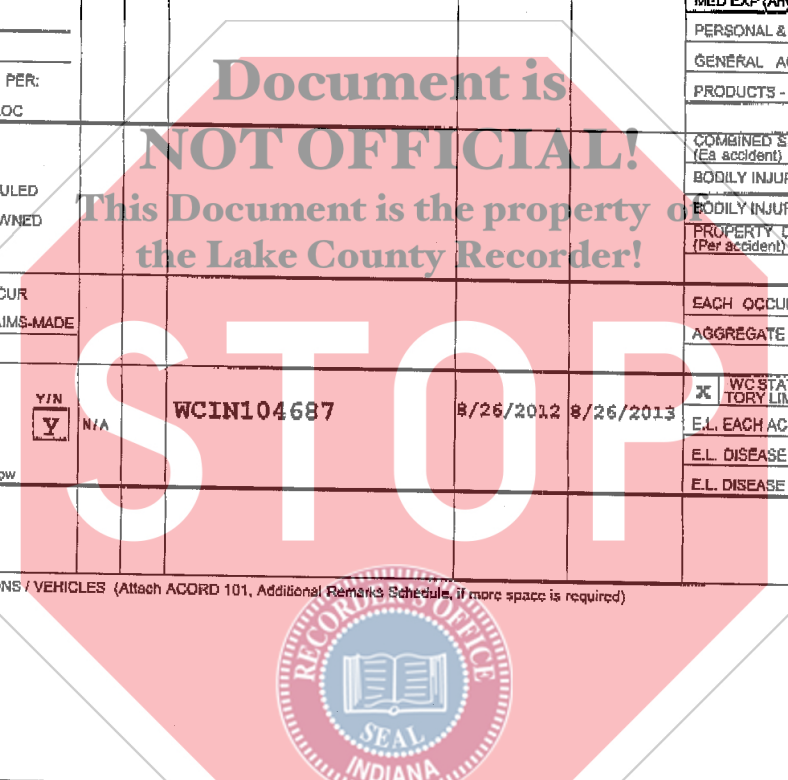 MED EXP (An
PERSONAL &
GENERAL A
PER:
PRODUCTS -
OC
Document is
NOT OFFICIAL!
This Document is the property of
the Lake County Recorder!
COMBINED S
(Ea accident)
BODILY INJUR
ULED
BODILY INJUR
WNED
PROPERTY D
(Per accident)
CUR
EACH OCCU
AIMS-MADE
AGGREGATE
STOP
X WC STAT
TORY LIM
Y/N
Y N/A
WCIN104687 8/26/2012 8/26/2013
E.L. EACH AC
E.L. DISEASE
ow
E.L. DISEASE
ONS / VEHICLES (Attach ACORD 101, Additional Remarks Schedule, if more space is required)
RECORDER'S OFFICE
SEAL
INDIANA